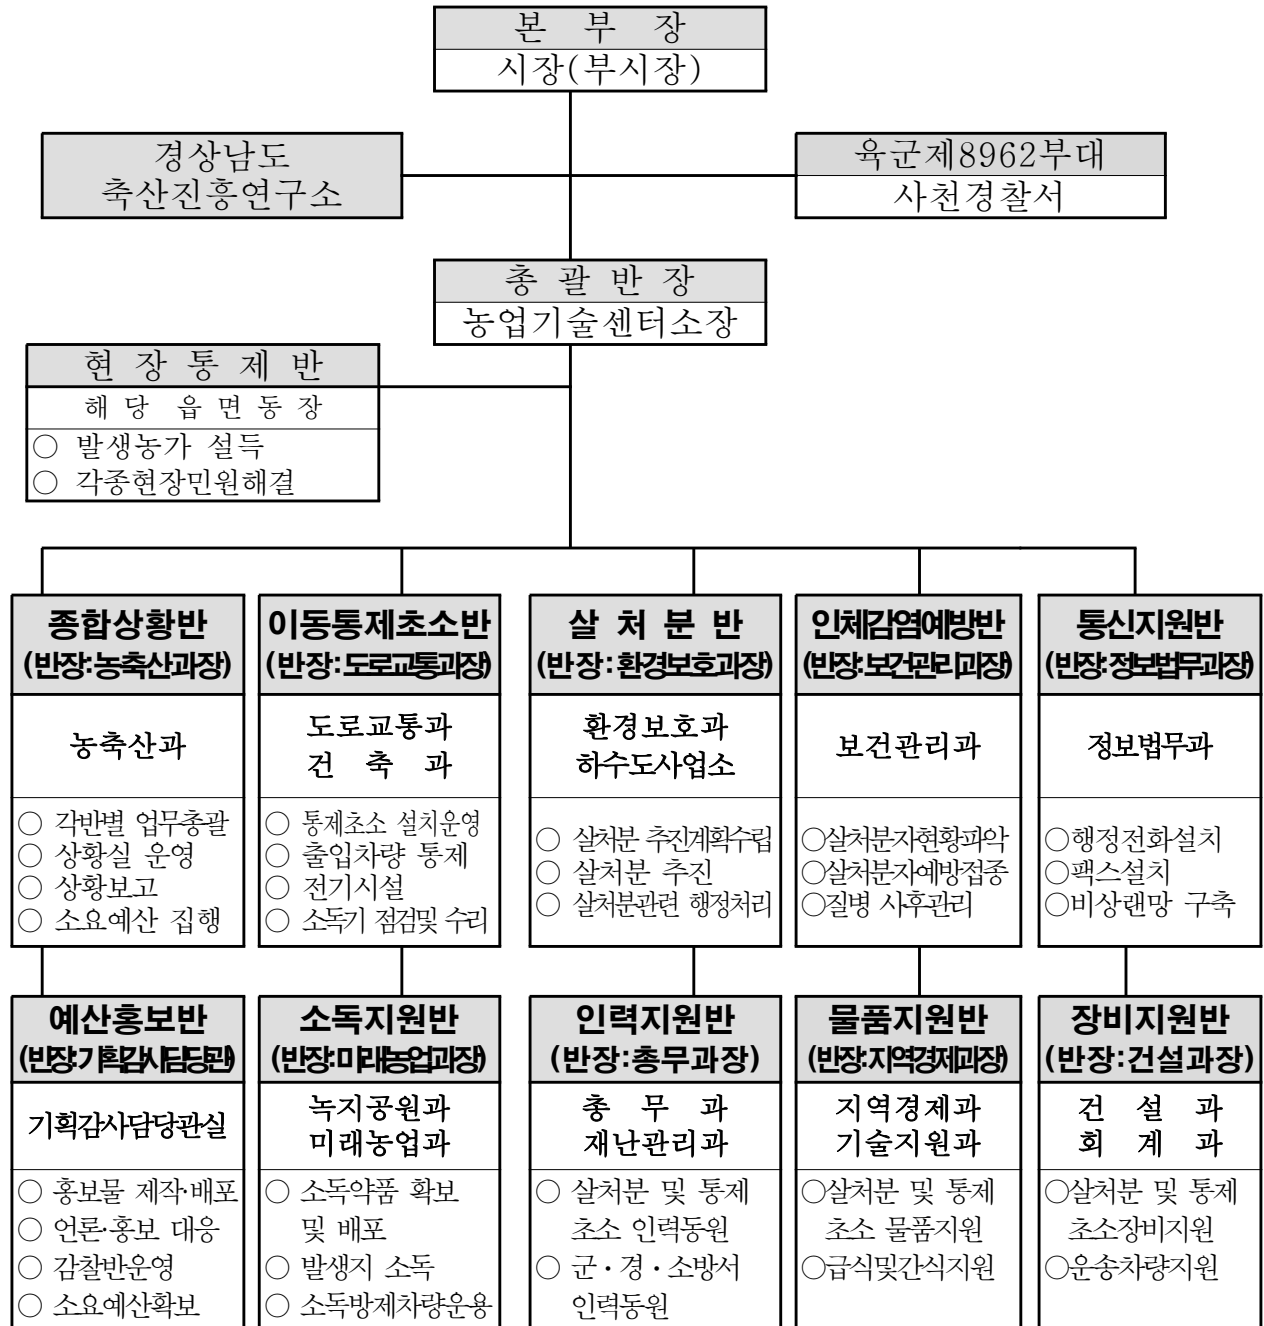 본 부 장
시장(부시장)
경상남도
축산진흥연구소
육군제8962부대
사천경찰서
총 괄 반 장
농업기술센터소장
현 장 통 제 반
해 당 읍 면 동 장
○ 발생농가 설득
○ 각종현장민원해결
종합상황반
(반장:농축산과장)
농축산과
○ 각반별 업무총괄
○ 상황실 운영
○ 상황보고
○ 소요예산 집행
이동통제초소반
(반장:도로교통과장)
도로교통과
건 축 과
○ 통제초소 설치운영
○ 출입차량 통제
○ 전기시설
○ 소독기 점검및 수리
살 처 분 반
(반장:환경보호과장)
환경보호과
하수도사업소
○ 살처분 추진계획수립
○ 살처분 추진
○ 살처분관련 행정처리
인체감염예방반
(반장:보건관리과장)
보건관리과
○살처분자현황파악
○살처분자예방접종
○질병 사후관리
통신지원반
(반장:정보법무과장)
정보법무과
○행정전화설치
○팩스설치
○비상랜망 구축
예산홍보반
(반장:기획감사담당관)
기획감사담당관실
○ 홍보물 제작·배포
○ 언론·홍보 대응
○ 감찰반운영
○ 소요예산확보
소독지원반
(반장:미래농업과장)
녹지공원과
미래농업과
○ 소독약품 확보
및 배포
○ 발생지 소독
○ 소독방제차량운용
인력지원반
(반장:총무과장)
총 무 과
재난관리과
○ 살처분 및 통제
초소 인력동원
○ 군·경·소방서
인력동원
물품지원반
(반장:지역경제과장)
지역경제과
기술지원과
○살처분 및 통제
초소 물품지원
○급식및간식지원
장비지원반
(반장:건설과장)
건 설 과
회 계 과
○살처분 및 통제
초소장비지원
○운송차량지원